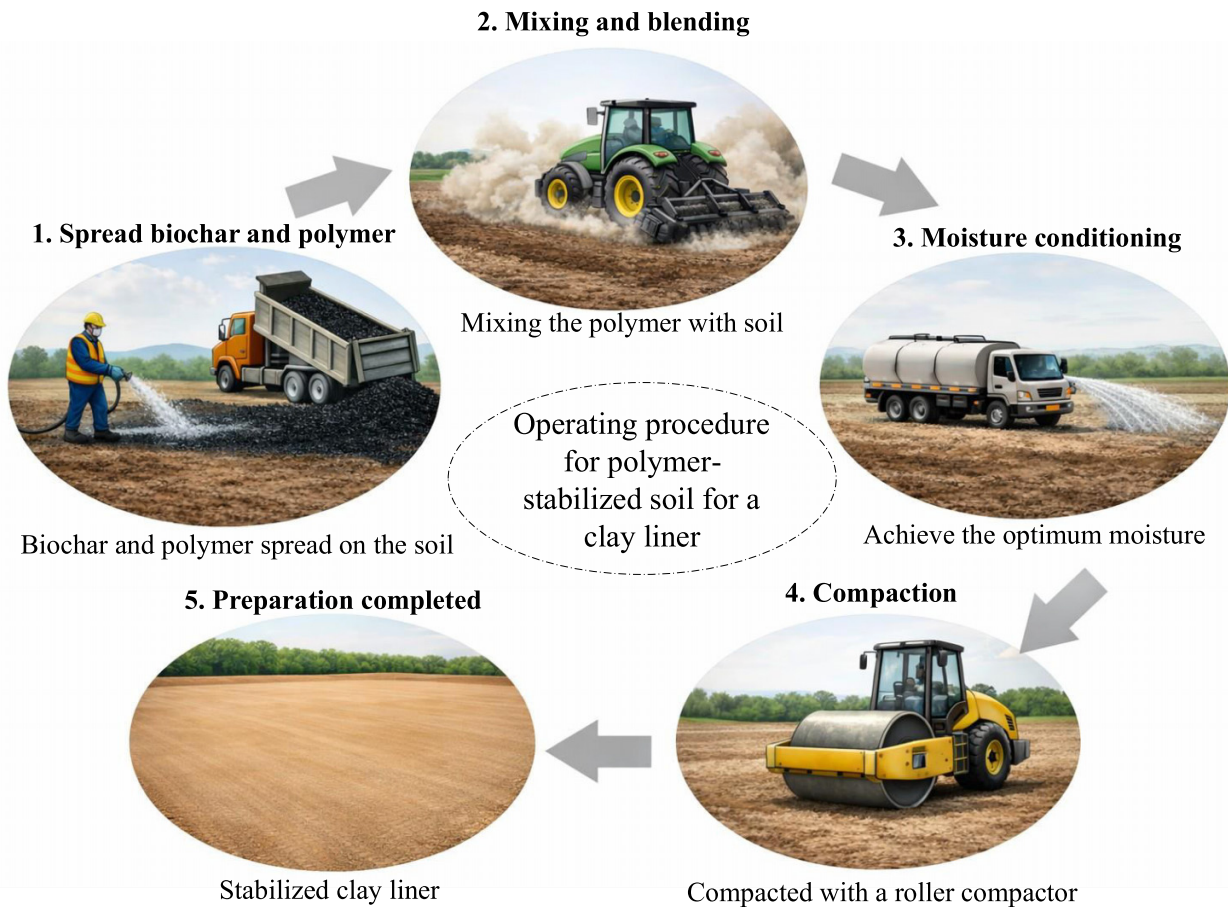 2. Mixing and blending
Mixing the polymer with soil
1. Spread biochar and polymer
Biochar and polymer spread on the soil
3. Moisture conditioning
Achieve the optimum moisture
Operating procedure
for polymer-
stabilized soil for a
clay liner
4. Compaction
Compacted with a roller compactor
5. Preparation completed
Stabilized clay liner